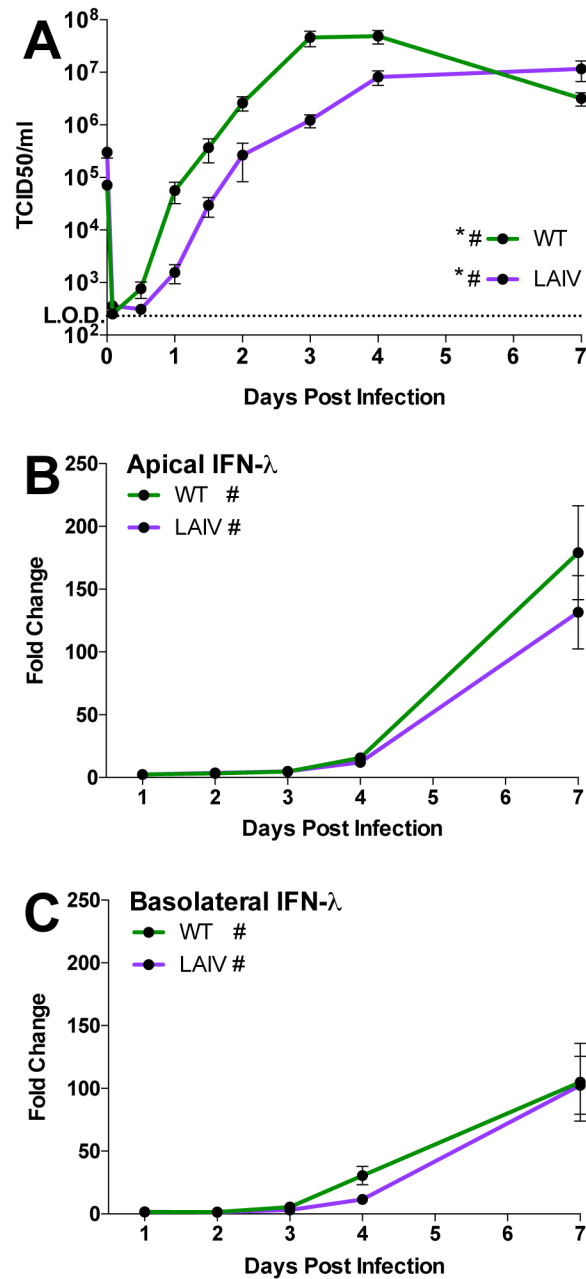 A
10⁸
10⁷
10⁶
10⁵
10⁴
10³
L.O.D.
10²
TCID50/ml
*# WT
*# LAIV
0 1 2 3 4 5 6 7
Days Post Infection
B
Apical IFN-λ
WT #
LAIV #
250
200
150
100
50
0
Fold Change
1 2 3 4 5 6 7
Days Post Infection
C
Basolateral IFN-λ
WT #
LAIV #
250
200
150
100
50
0
Fold Change
1 2 3 4 5 6 7
Days Post Infection